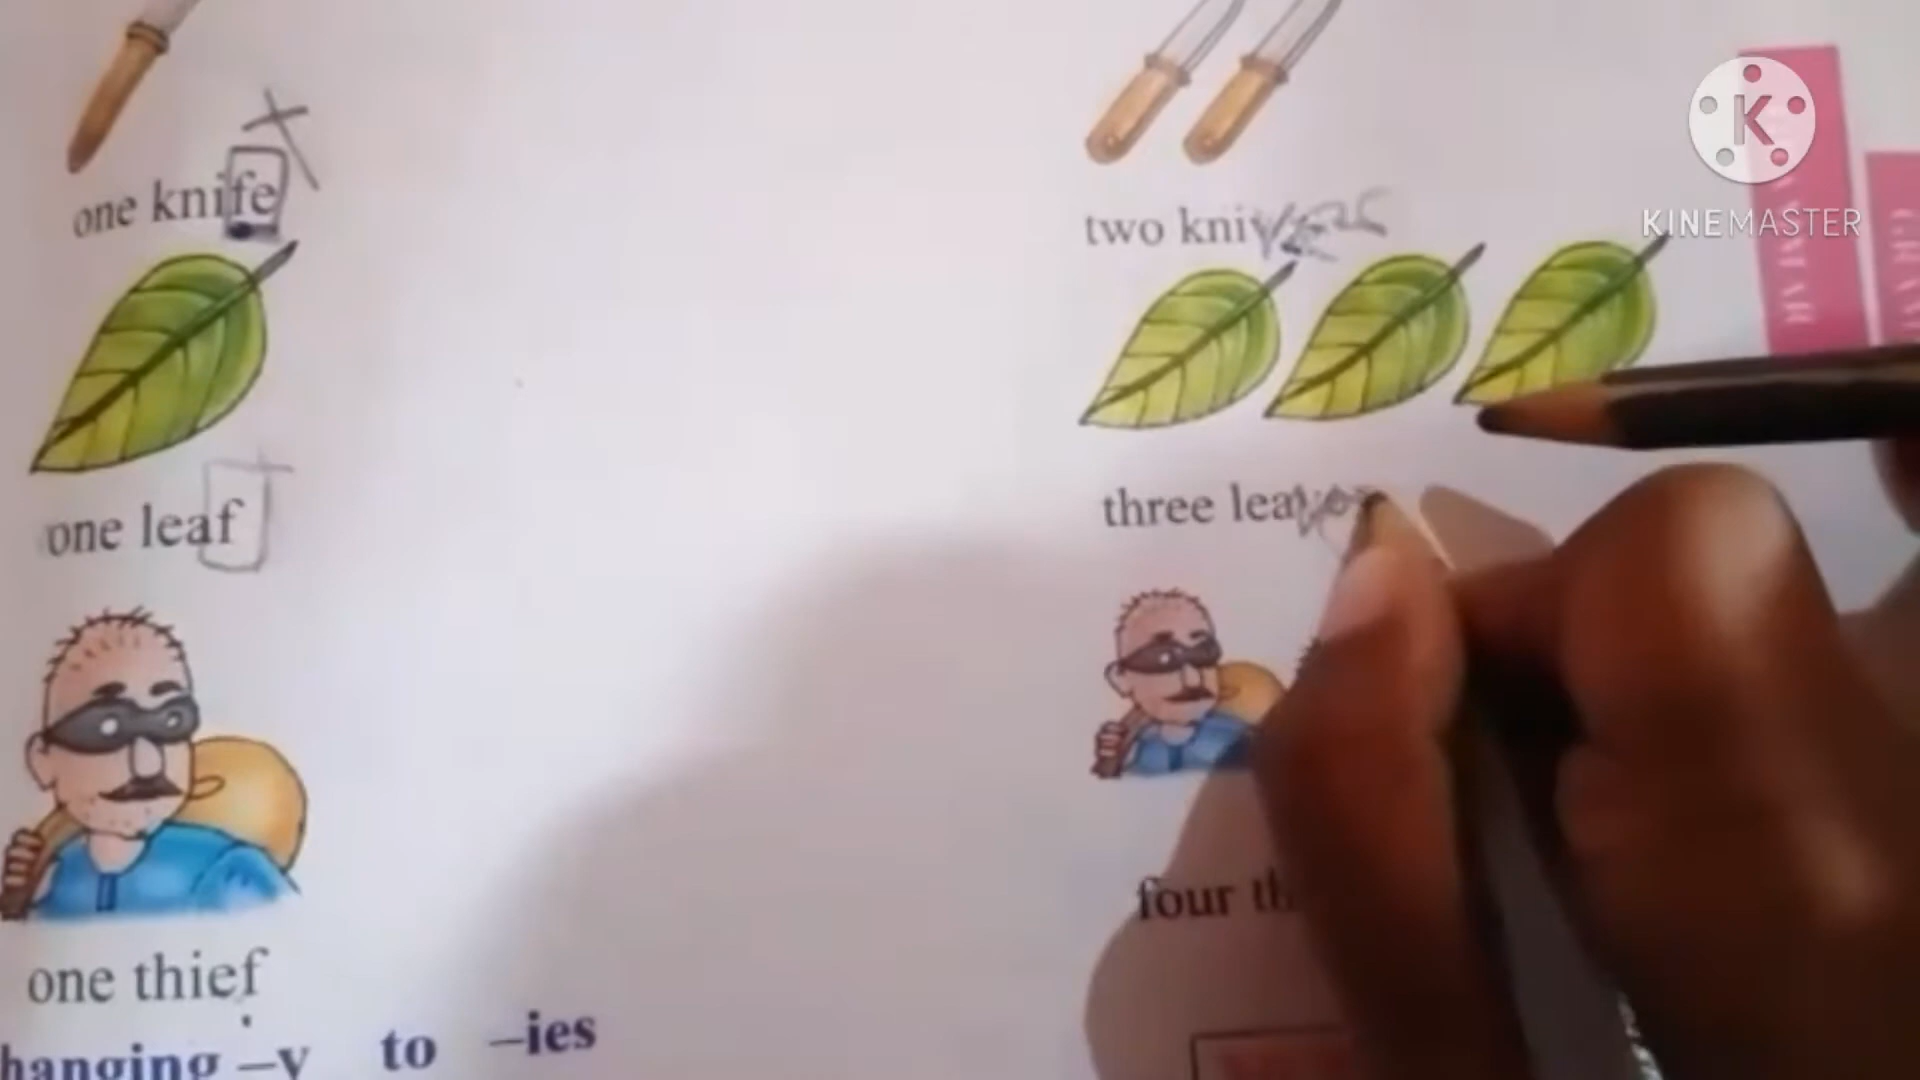 one knife
two knives
one leaf
three leaves
one thief
four th
hanging –y to –ies
KINEMASTER